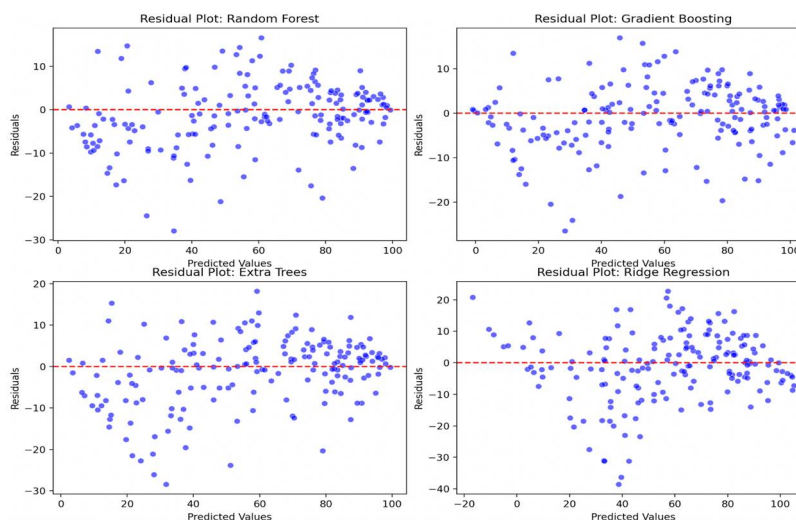 Residual Plot: Random Forest
10
0
−10
−20
−30
Residuals
0 20 40 60 80 100
Predicted Values
Residual Plot: Gradient Boosting
10
0
−10
−20
Residuals
0 20 40 60 80 100
Predicted Values
Residual Plot: Extra Trees
20
10
0
−10
−20
−30
Residuals
0 20 40 60 80 100
Predicted Values
Residual Plot: Ridge Regression
20
10
0
−10
−20
−30
−40
Residuals
−20 0 20 40 60 80 100
Predicted Values